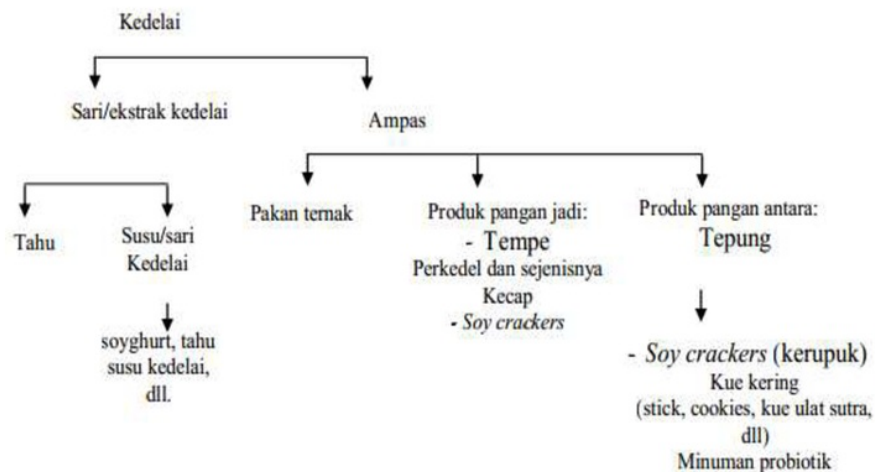 Kedelai
Sari/ekstrak kedelai
Ampas
Tahu
Susu/sari
Kedelai
soyghurt, tahu
susu kedelai,
dll.
Pakan ternak
Produk pangan jadi:
- Tempe
Perkedel dan sejenisnya
Kecap
- Soy crackers
Produk pangan antara:
Tepung
- Soy crackers (kerupuk)
Kue kering
(stick, cookies, kue ulat sutra,
dll)
Minuman probiotik